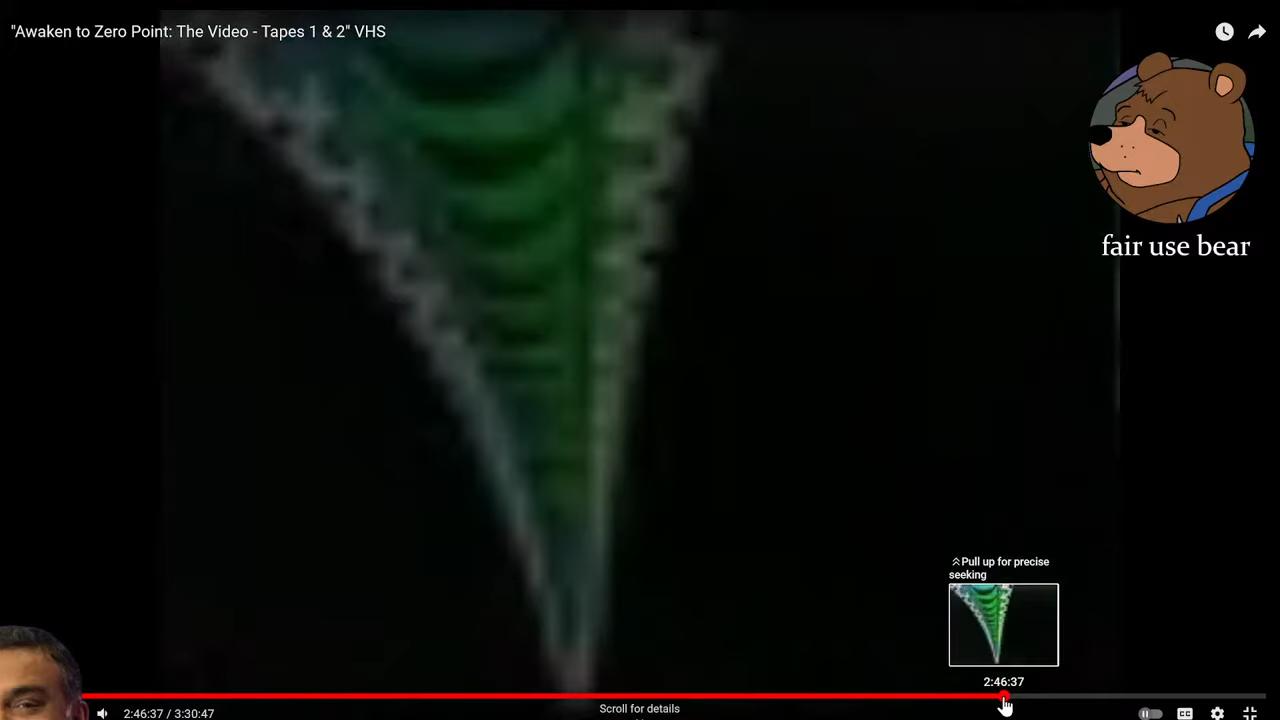 "Awaken to Zero Point: The Video - Tapes 1 & 2" VHS
fair use bear
Pull up for precise
seeking
2:46:37
2:46:37 / 3:30:47
Scroll for details
CC